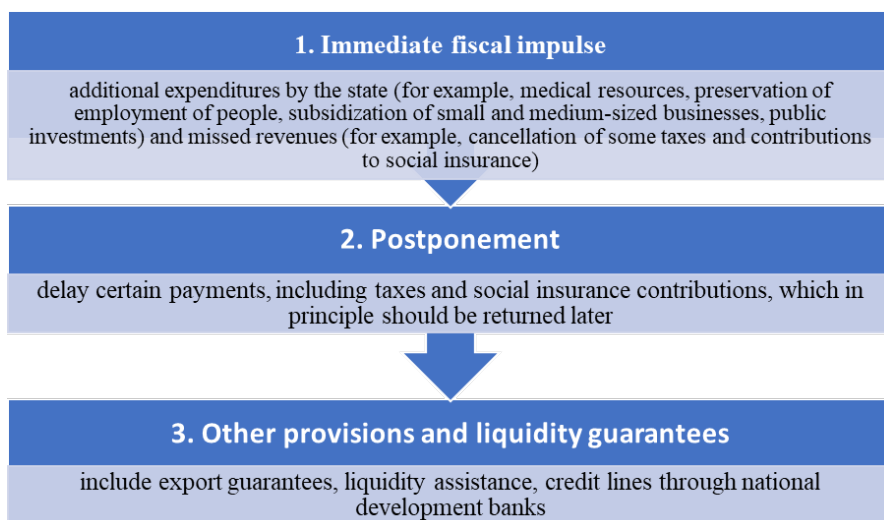 1. Immediate fiscal impulse
additional expenditures by the state (for example, medical resources, preservation of
employment of people, subsidization of small and medium-sized businesses, public
investments) and missed revenues (for example, cancellation of some taxes and contributions
to social insurance)
2. Postponement
delay certain payments, including taxes and social insurance contributions, which in
principle should be returned later
3. Other provisions and liquidity guarantees
include export guarantees, liquidity assistance, credit lines through national
development banks